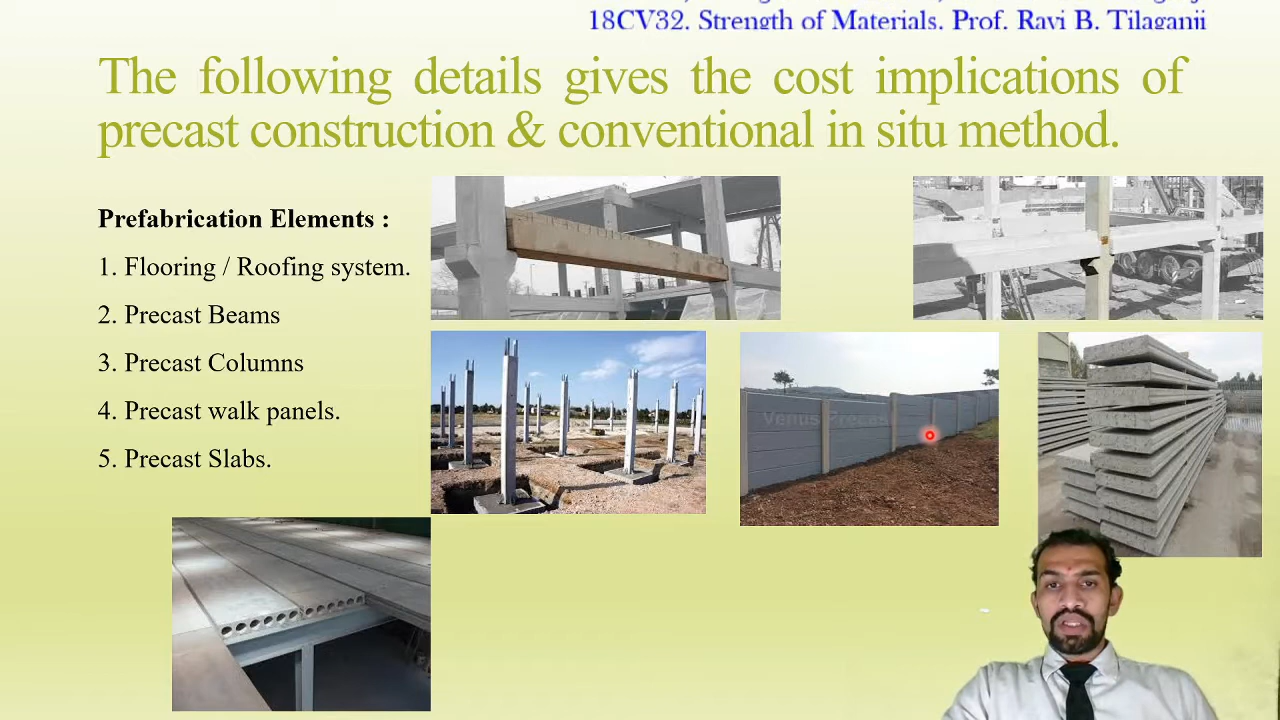 18CV32. Strength of Materials. Prof. Ravi B. Tilaganji
The following details gives the cost implications of
precast construction & conventional in situ method.
Prefabrication Elements :
1. Flooring / Roofing system.
2. Precast Beams
3. Precast Columns
4. Precast walk panels.
5. Precast Slabs.
Venus Precast